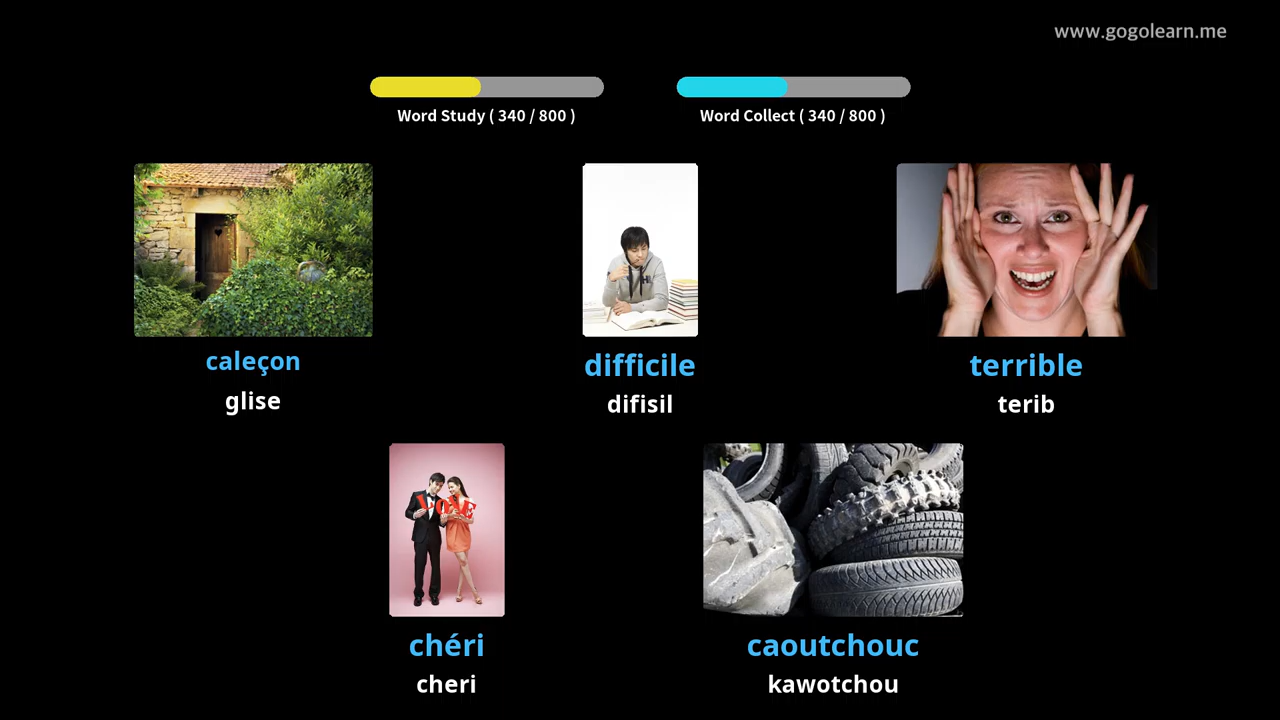 www.gogolearn.me
Word Study ( 340 / 800 )
Word Collect ( 340 / 800 )
caleçon
glise
difficile
difisil
terrible
terib
LOVE
chéri
cheri
caoutchouc
kawotchou